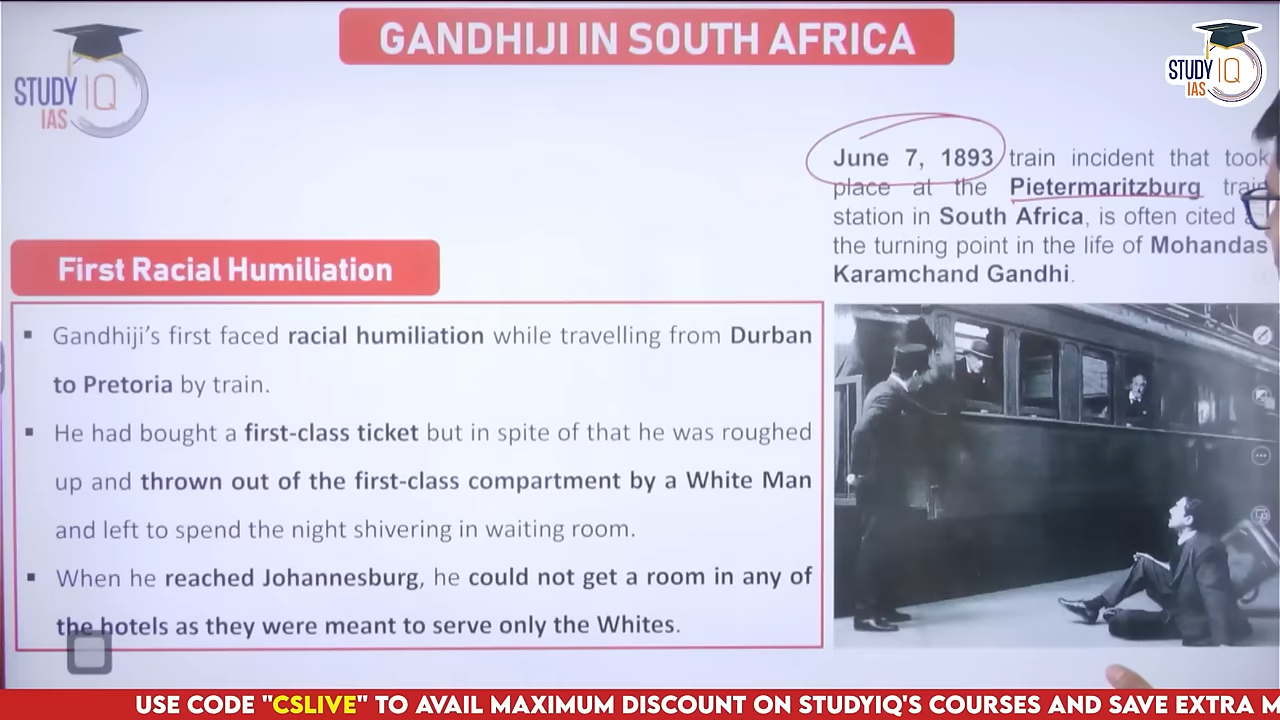 GANDHIJI IN SOUTH AFRICA
STUDY IQ
IAS
STUDY IQ
IAS
June 7, 1893 train incident that took
place at the Pietermaritzburg train
station in South Africa, is often cited
the turning point in the life of Mohandas
Karamchand Gandhi.
First Racial Humiliation
▪ Gandhiji's first faced racial humiliation while travelling from Durban
to Pretoria by train.
▪ He had bought a first-class ticket but in spite of that he was roughed
up and thrown out of the first-class compartment by a White Man
and left to spend the night shivering in waiting room.
▪ When he reached Johannesburg, he could not get a room in any of
the hotels as they were meant to serve only the Whites.
USE CODE "CSLIVE" TO AVAIL MAXIMUM DISCOUNT ON STUDYIQ'S COURSES AND SAVE EXTRA M